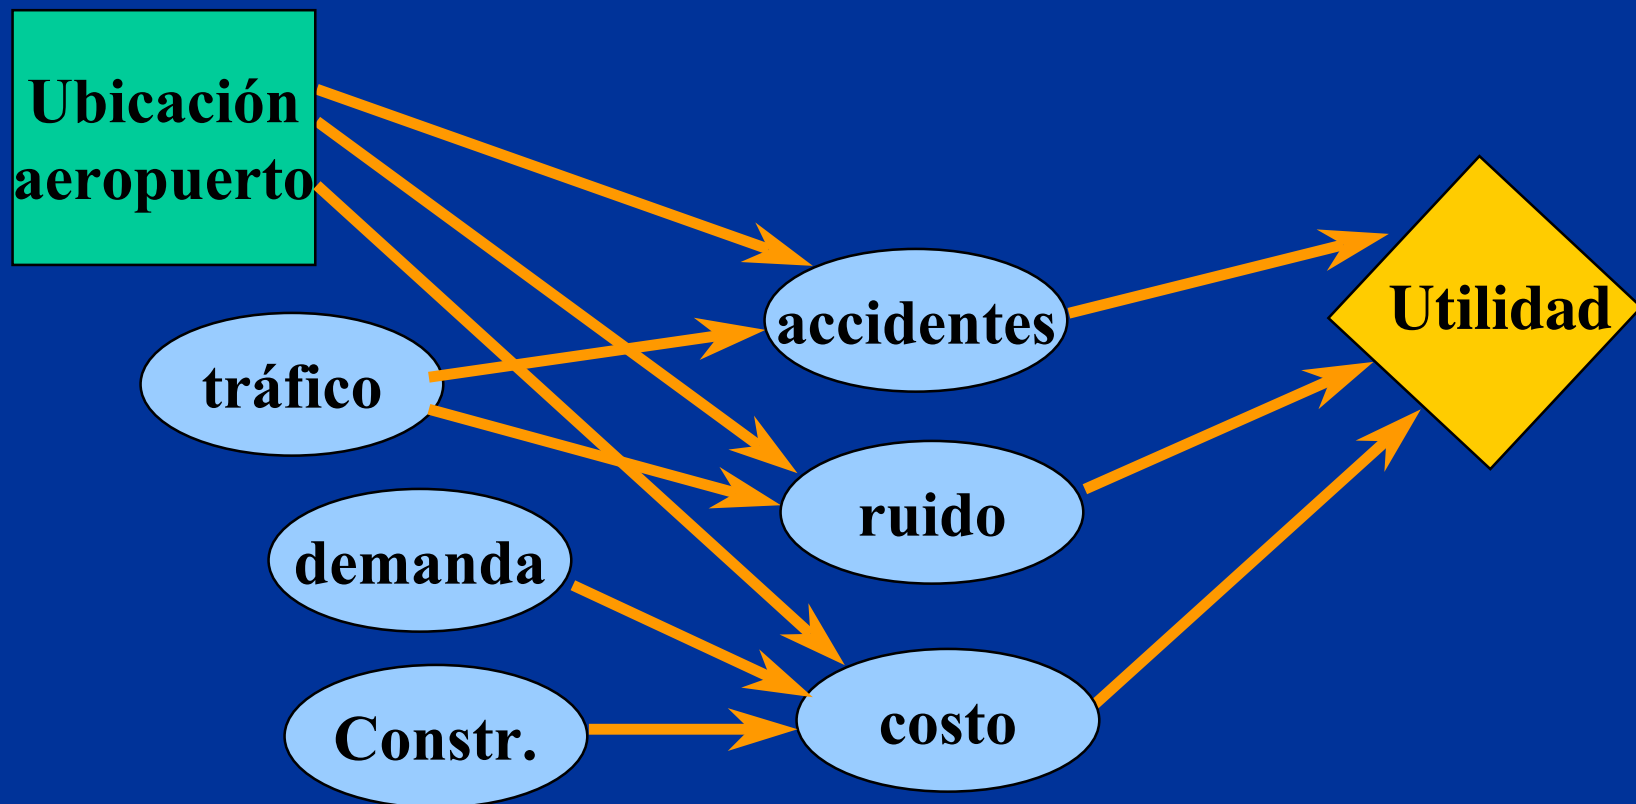 Ubicación
aeropuerto
accidentes
Utilidad
tráfico
ruido
demanda
costo
Constr.